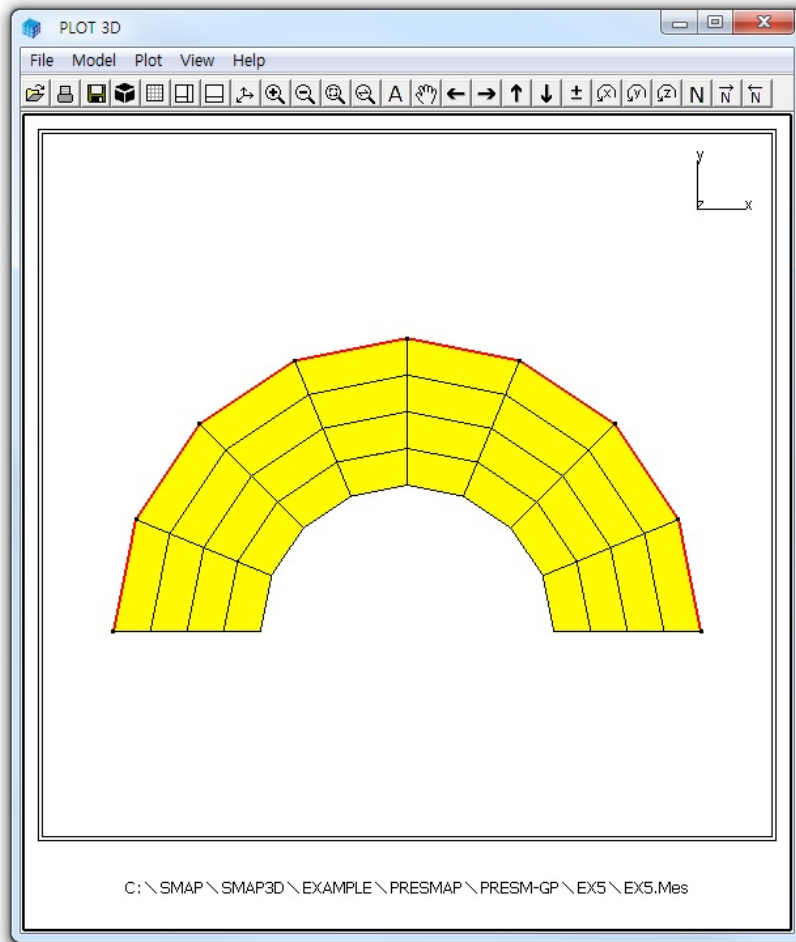 PLOT 3D
File Model Plot View Help
A X Y Z N N N
y
z x
C:\SMAP\SMAP3D\EXAMPLE\PRESMAP\PRESM-GP\EX5\EX5.Mes